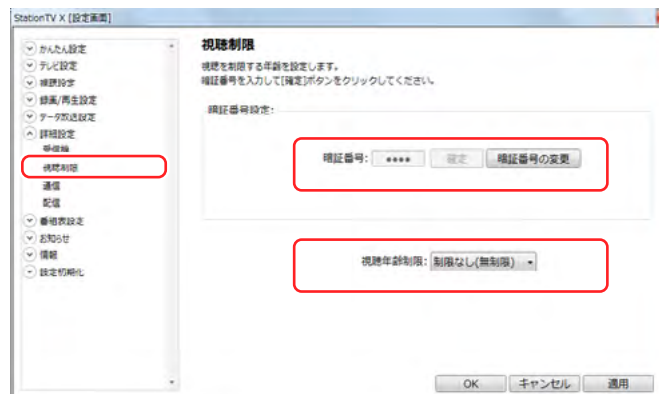 StationTV X [設定画面]
かんたん設定
テレビ設定
視聴設定
録画/再生設定
データ放送設定
詳細設定
受信機
視聴制限
通信
配信
番組表設定
お知らせ
情報
設定初期化
視聴制限
視聴を制限する年齢を設定します。
暗証番号を入力して[確定]ボタンをクリックしてください。
暗証番号設定:
暗証番号: ●●●● 確定 暗証番号の変更
視聴年齢制限: 制限なし(無制限)
OK キャンセル 適用